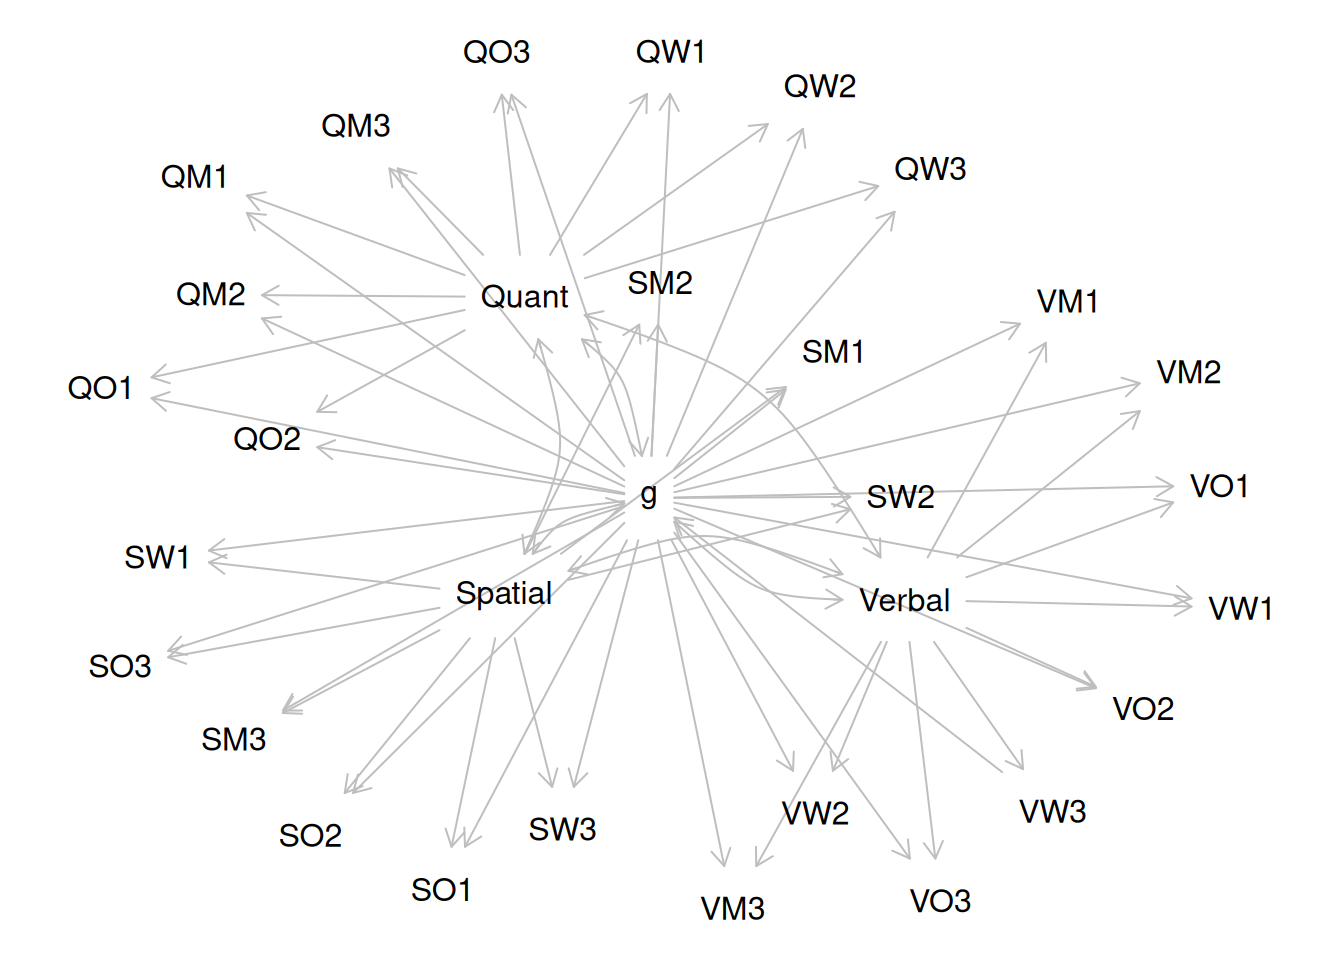 QO3
QW1
QW2
QM3
QW3
QM1
SM2
QM2
Quant
VM1
SM1
VM2
QO1
QO2
VO1
g
SW2
SW1
Spatial
Verbal
VW1
SO3
VO2
SM3
VW3
VW2
SW3
SO2
SO1
VO3
VM3